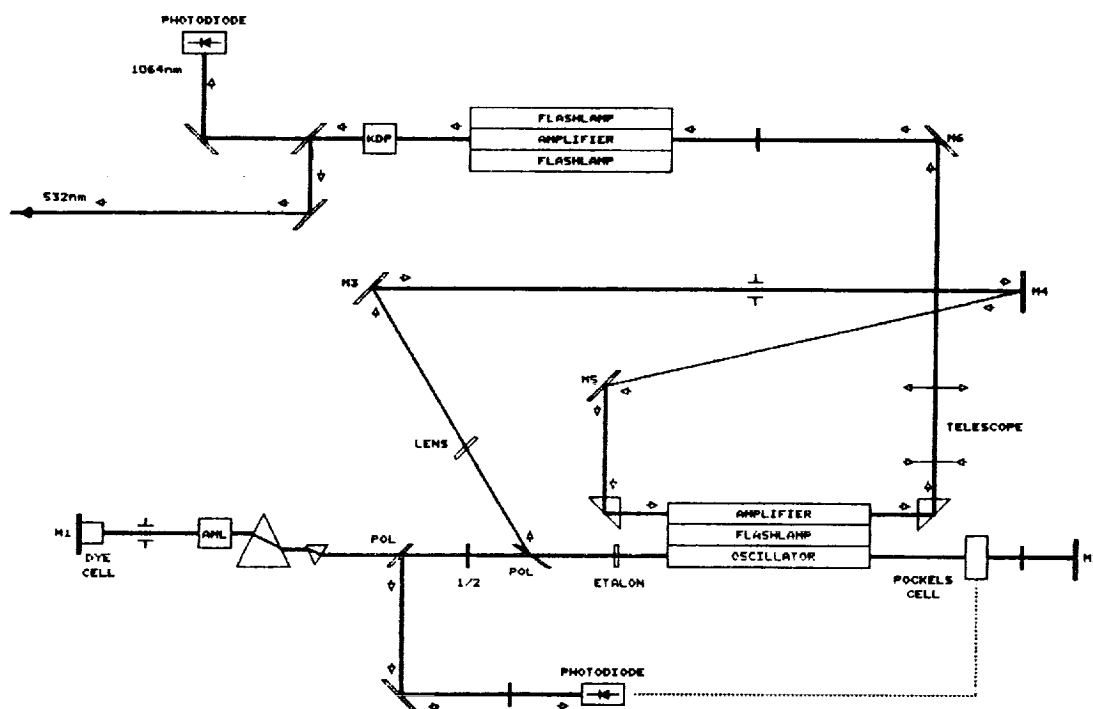 PHOTODIODE
1064nm
FLASHLAMP
KDP
AMPLIFIER
M6
FLASHLAMP
532nm
M3
M4
M5
TELESCOPE
LENS
AMPLIFIER
M1
AML
FLASHLAMP
POL
OSCILLATOR
DYE
CELL
1/2
POL
ETALON
POCKELS
CELL
PHOTODIODE